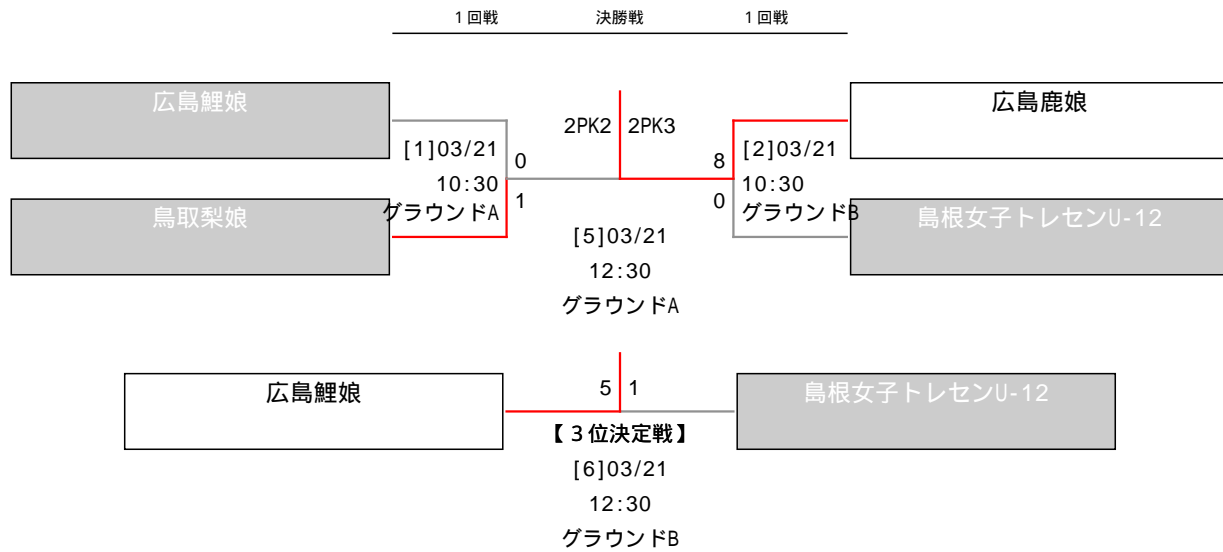 1回戦 決勝戦 1回戦
広島鯉娘
広島鹿娘
2PK2 2PK3
[1]03/21
10:30
グラウンドA
0
1
8
0
[2]03/21
10:30
グラウンドB
鳥取梨娘
島根女子トレセンU-12
[5]03/21
12:30
グラウンドA
広島鯉娘
5 1
島根女子トレセンU-12
【3位決定戦】
[6]03/21
12:30
グラウンドB